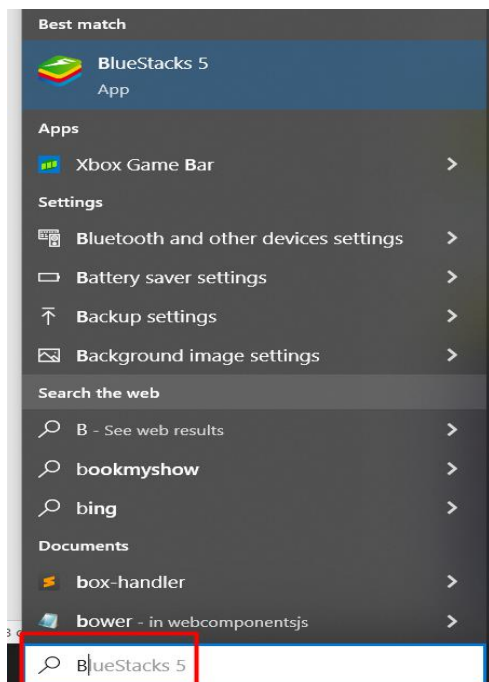 Best match
BlueStacks 5
App
Apps
Xbox Game Bar
Settings
Bluetooth and other devices settings
Battery saver settings
Backup settings
Background image settings
Search the web
B - See web results
bookmyshow
bing
Documents
box-handler
bower - in webcomponentsjs
BlueStacks 5